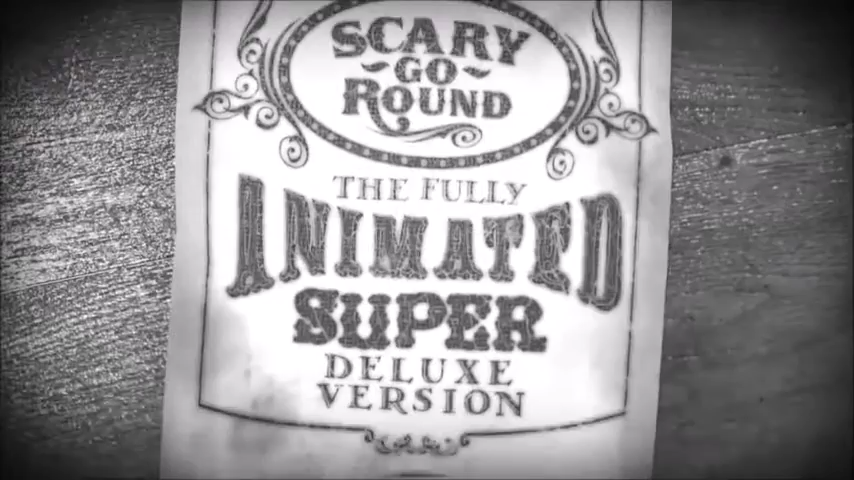 SCARY
GO
ROUND
THE FULLY
ANIMATED
SUPER
DELUXE
VERSION